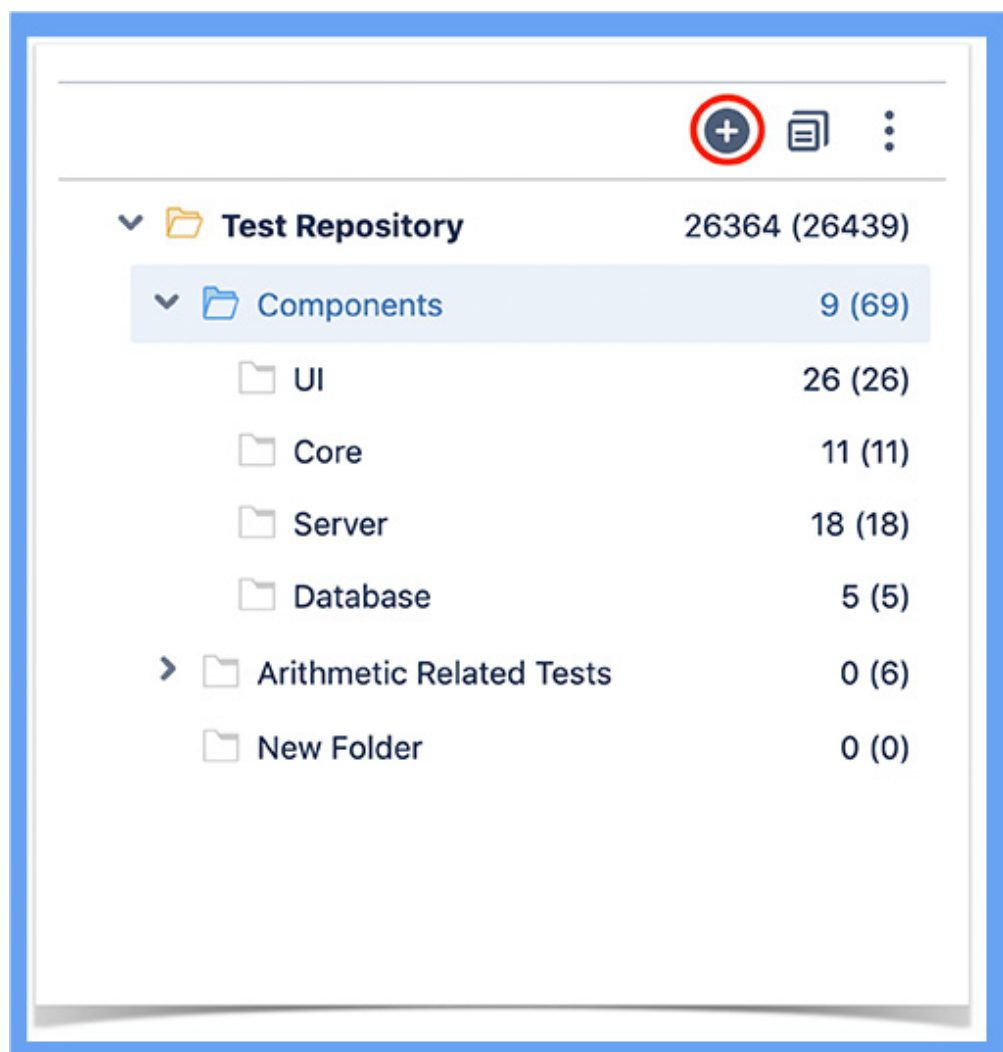 Test Repository 26364 (26439)
Components 9 (69)
UI 26 (26)
Core 11 (11)
Server 18 (18)
Database 5 (5)
Arithmetic Related Tests 0 (6)
New Folder 0 (0)